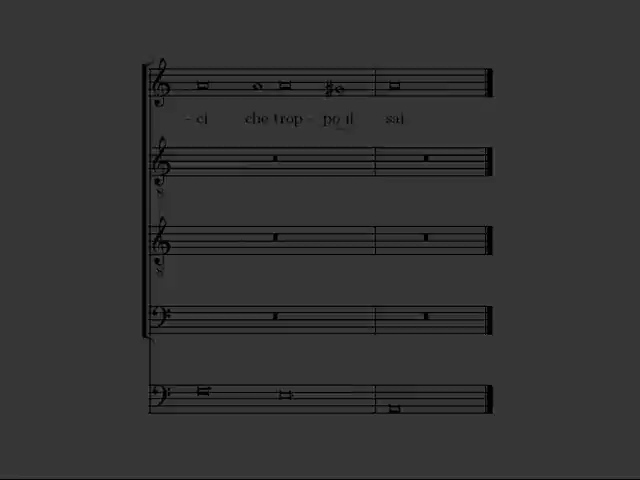 - ci che trop - po il sai